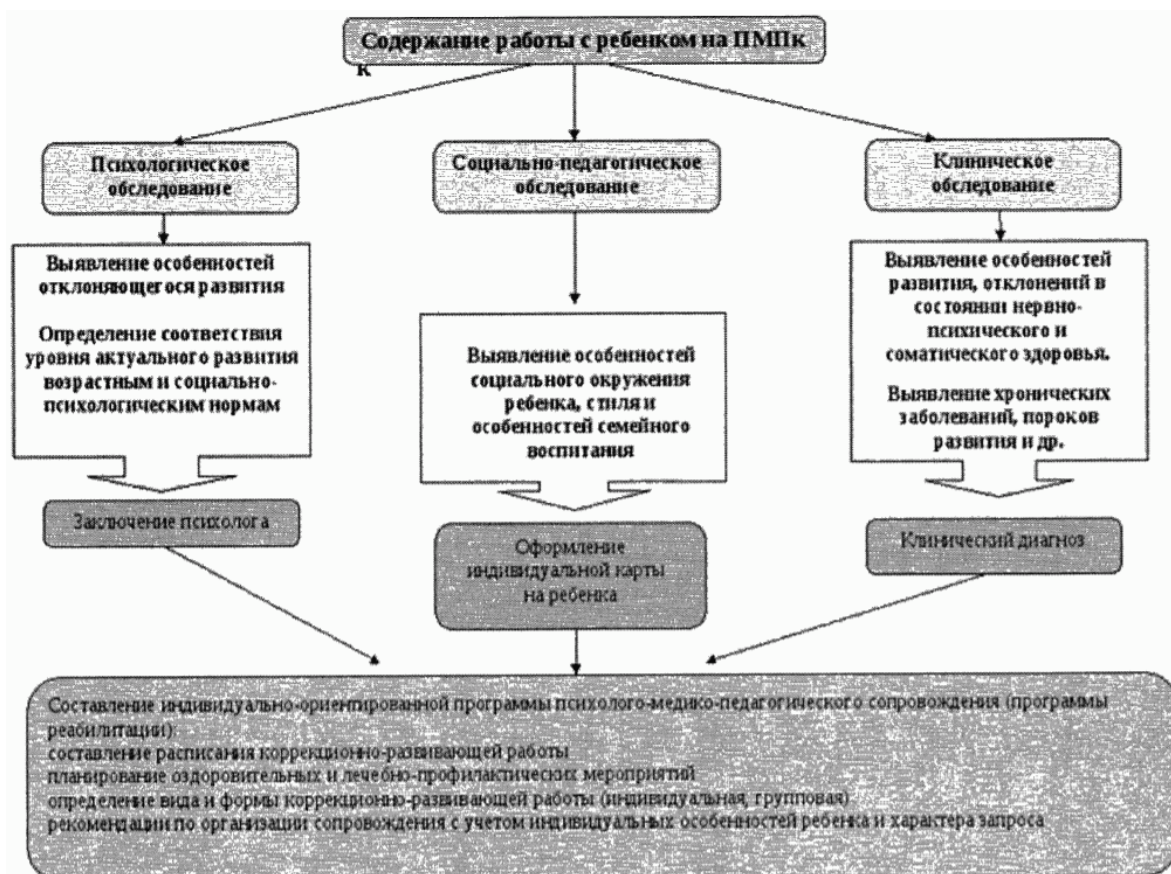 Содержание работы с ребенком на ПМПк
к
Психологическое
обследование
Социально-педагогическое
обследование
Клиническое
обследование
Выявление особенностей
отклоняющегося развития
Определение соответствия
уровня актуального развития
возрастным и социально-
психологическим нормам
Выявление особенностей
социального окружения
ребенка, стиля и
особенностей семейного
воспитания
Выявление особенностей
развития, отклонений в
состоянии нервно-
психического и
соматического здоровья.
Выявление хронических
заболеваний, пороков
развития и др.
Заключение психолога
Оформление
индивидуальной карты
на ребенка
Клинический диагноз
Составление индивидуально-ориентированной программы психолого-медико-педагогического сопровождения (программы
реабилитации):
составление расписания коррекционно-развивающей работы
планирование оздоровительных и лечебно-профилактических мероприятий
определение вида и формы коррекционно-развивающей работы (индивидуальная, групповая)
рекомендации по организации сопровождения с учетом индивидуальных особенностей ребенка и характера запроса